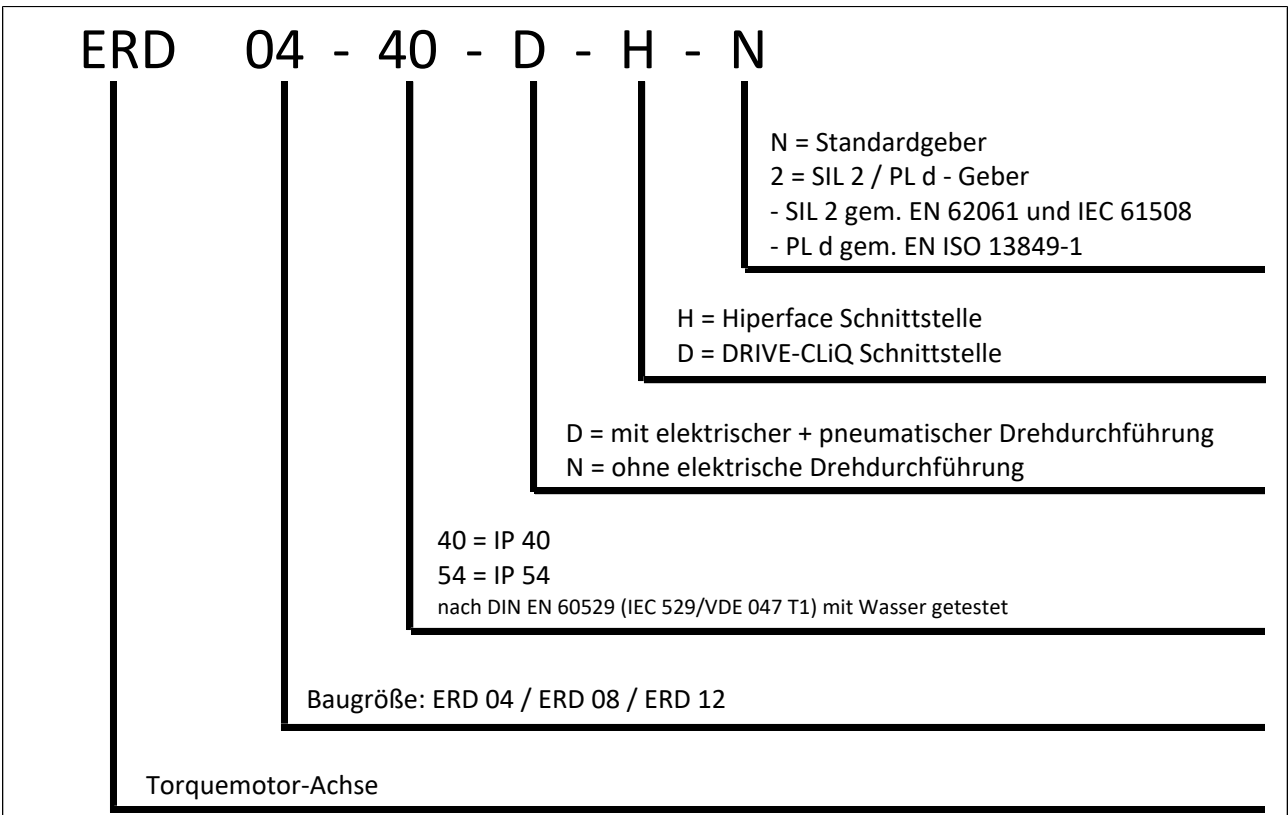 ERD 04 - 40 - D - H - N
N = Standardgeber
2 = SIL 2 / PL d - Geber
- SIL 2 gem. EN 62061 und IEC 61508
- PL d gem. EN ISO 13849-1
H = Hiperface Schnittstelle
D = DRIVE-CLiQ Schnittstelle
D = mit elektrischer + pneumatischer Drehdurchführung
N = ohne elektrische Drehdurchführung
40 = IP 40
54 = IP 54
nach DIN EN 60529 (IEC 529/VDE 047 T1) mit Wasser getestet
Baugröße: ERD 04 / ERD 08 / ERD 12
Torquemotor-Achse